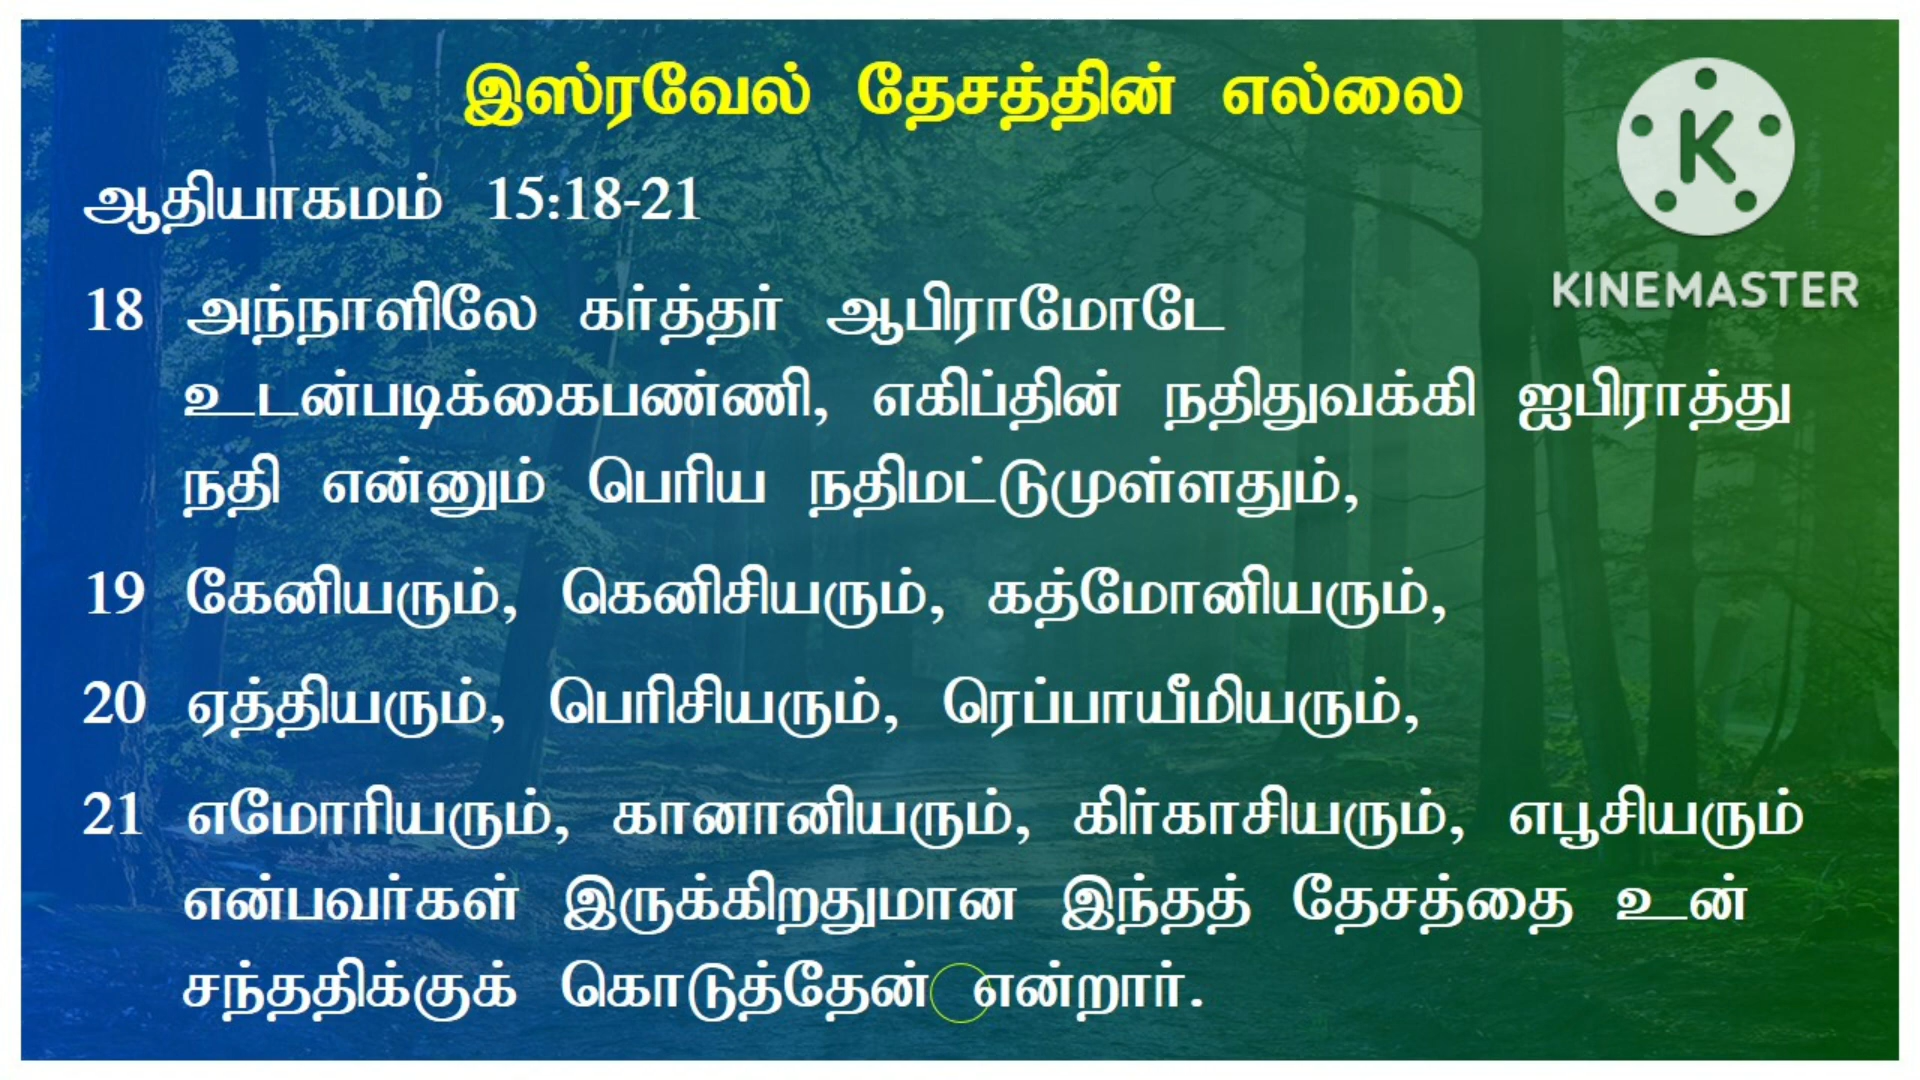 இஸ்ரவேல் தேசத்தின் எல்லை
ஆதியாகமம் 15:18-21
K
KINEMASTER
18 அந்நாளிலே கர்த்தர் ஆபிராமோடே
உடன்படிக்கைபண்ணி, எகிப்தின் நதிதுவக்கி ஐபிராத்து
நதி என்னும் பெரிய நதிமட்டுமுள்ளதும்,
19 கேனியரும், கெனிசியரும், கத்மோனியரும்,
20 ஏத்தியரும், பெரிசியரும், ரெப்பாயீமியரும்,
21 எமோரியரும், கானானியரும், கிர்காசியரும், எபூசியரும்
என்பவர்கள் இருக்கிறதுமான இந்தத் தேசத்தை உன்
சந்ததிக்குக் கொடுத்தேன் என்றார்.